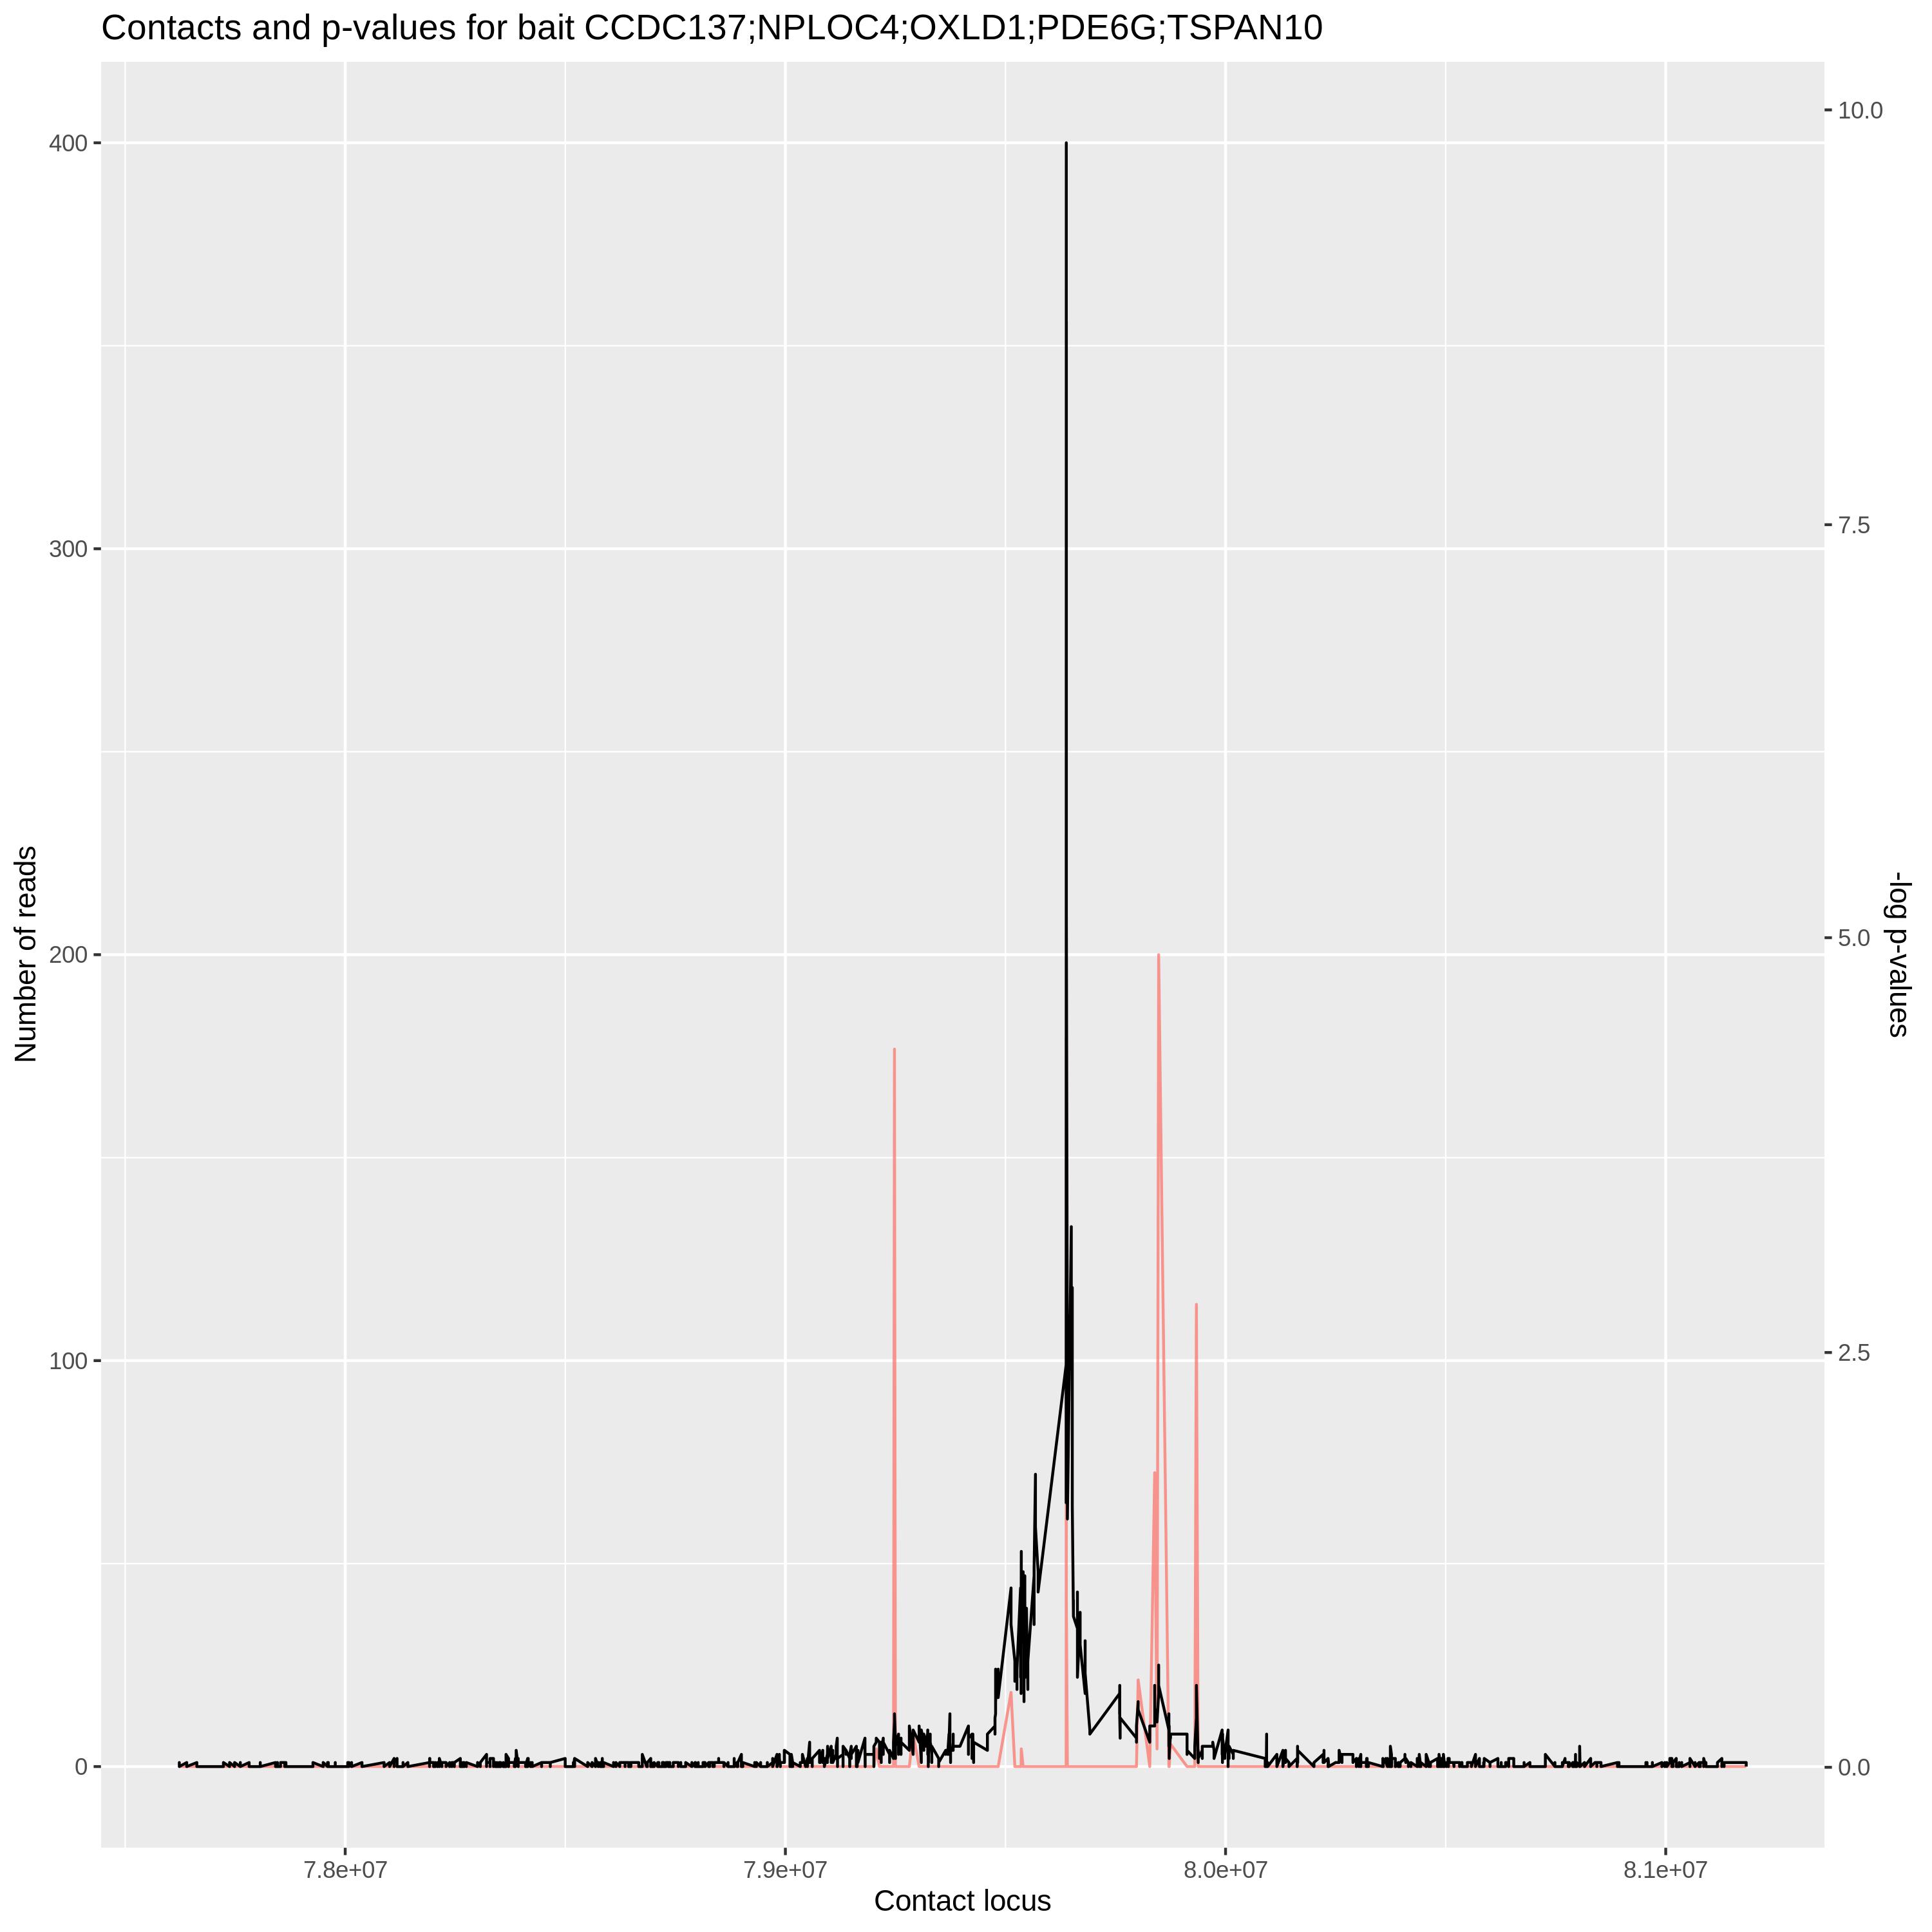 Contacts and p-values for bait CCDC137;NPLOC4;OXLD1;PDE6G;TSPAN10
400
300
200
100
0
Number of reads
10.0
7.5
5.0
2.5
0.0
-log p-values
7.8e+07
7.9e+07
8.0e+07
8.1e+07
Contact locus